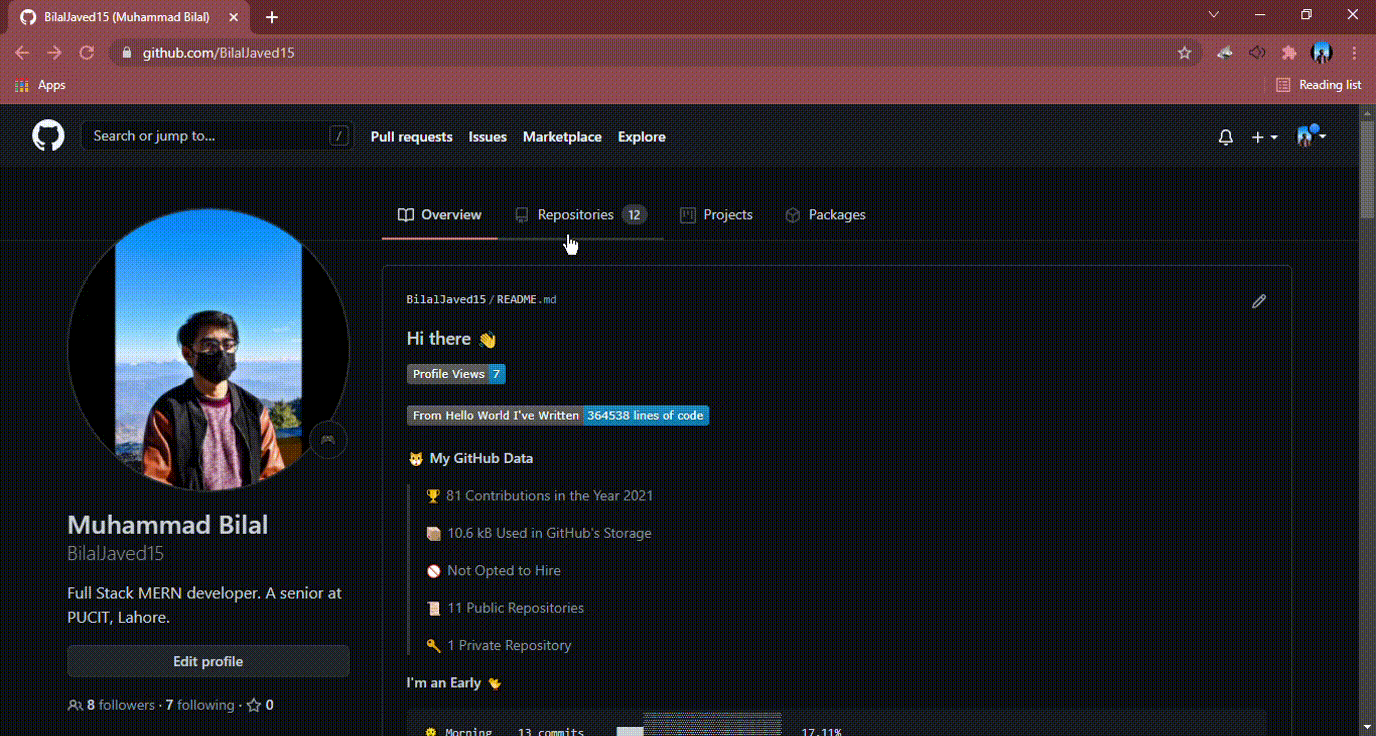 BilalJaved15 (Muhammad Bilal)
github.com/BilalJaved15
Apps
Reading list
Search or jump to...
/
Pull requests
Issues
Marketplace
Explore
Overview
Repositories 12
Projects
Packages
BilalJaved15 / README.md
Hi there 👋
Profile Views 7
From Hello World I've Written 364538 lines of code
🐱 My GitHub Data
🏆 81 Contributions in the Year 2021
📦 10.6 kB Used in GitHub's Storage
🚫 Not Opted to Hire
📜 11 Public Repositories
🔑 1 Private Repository
I'm an Early 🐤
🌞 Morning 13 commits 17.11%
Muhammad Bilal
BilalJaved15
Full Stack MERN developer. A senior at
PUCIT, Lahore.
Edit profile
8 followers · 7 following · 0